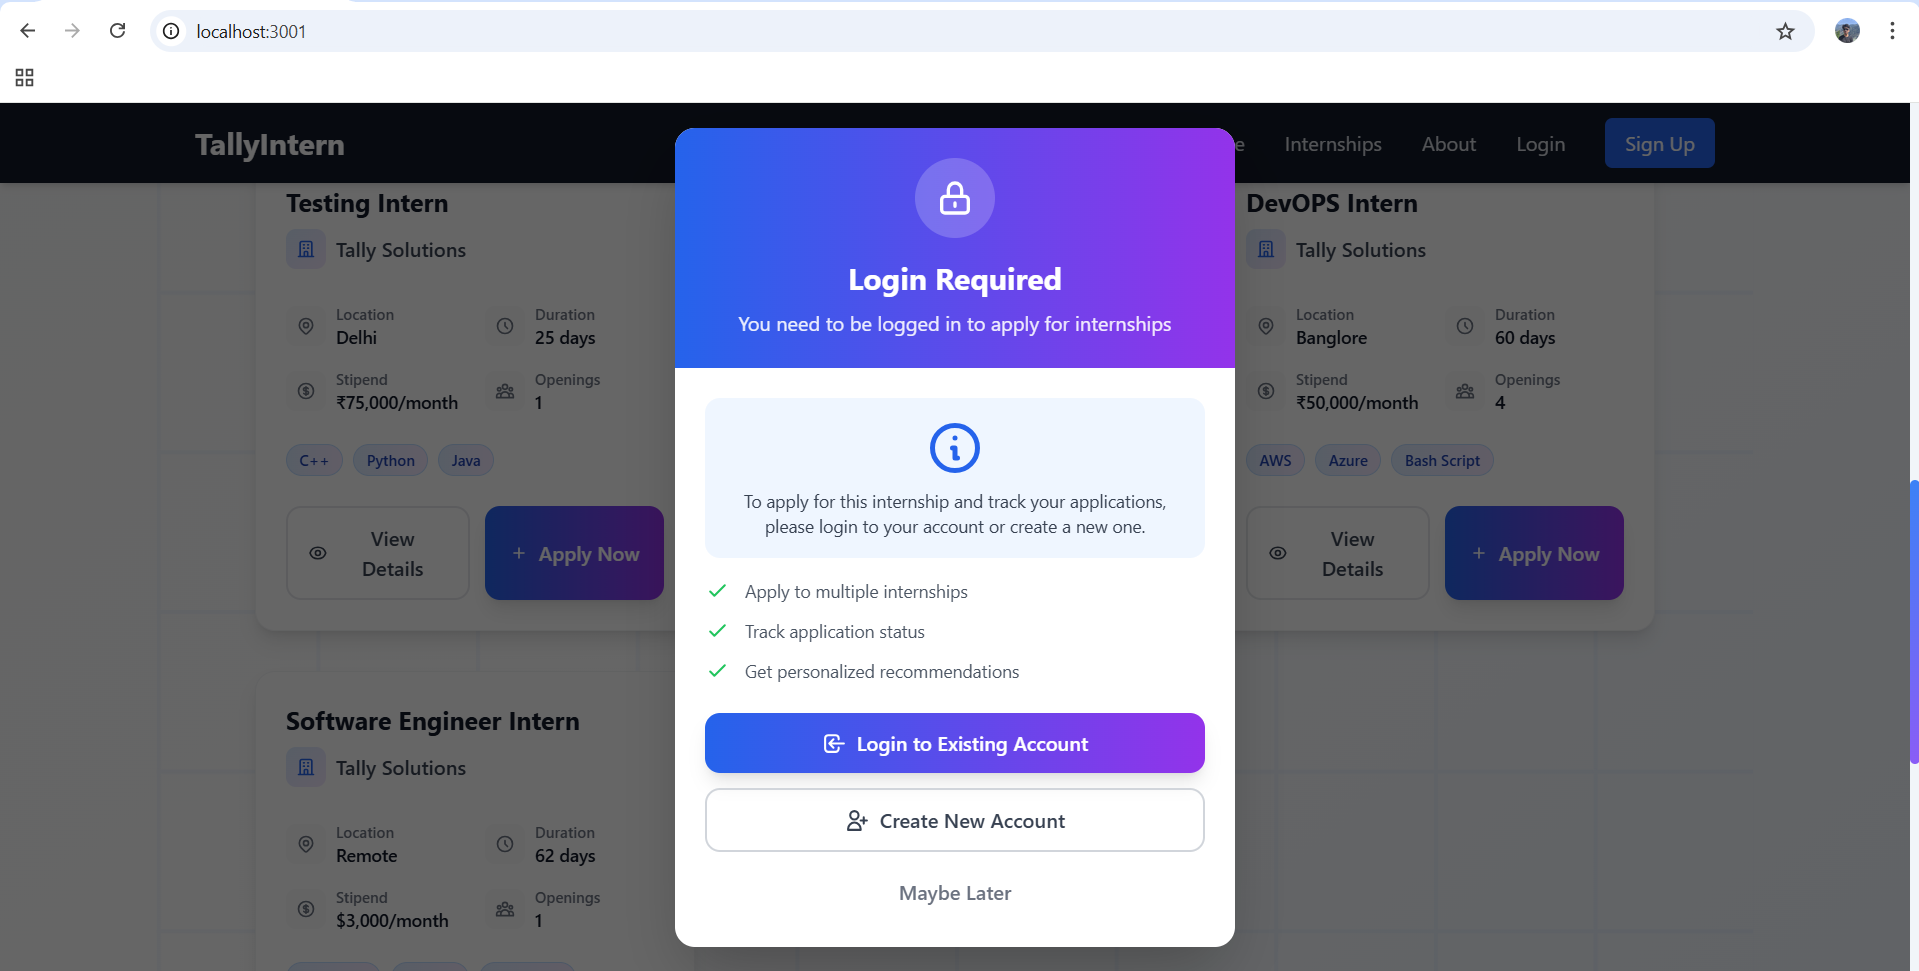 localhost:3001
TallyIntern
e
Internships
About
Login
Sign Up
Testing Intern
Tally Solutions
Location
Delhi
Duration
25 days
Stipend
₹75,000/month
Openings
1
C++
Python
Java
View
Details
+ Apply Now
Login Required
You need to be logged in to apply for internships
To apply for this internship and track your applications,
please login to your account or create a new one.
Apply to multiple internships
Track application status
Get personalized recommendations
Login to Existing Account
Create New Account
Maybe Later
DevOPS Intern
Tally Solutions
Location
Banglore
Duration
60 days
Stipend
₹50,000/month
Openings
4
AWS
Azure
Bash Script
View
Details
+ Apply Now
Software Engineer Intern
Tally Solutions
Location
Remote
Duration
62 days
Stipend
$3,000/month
Openings
1